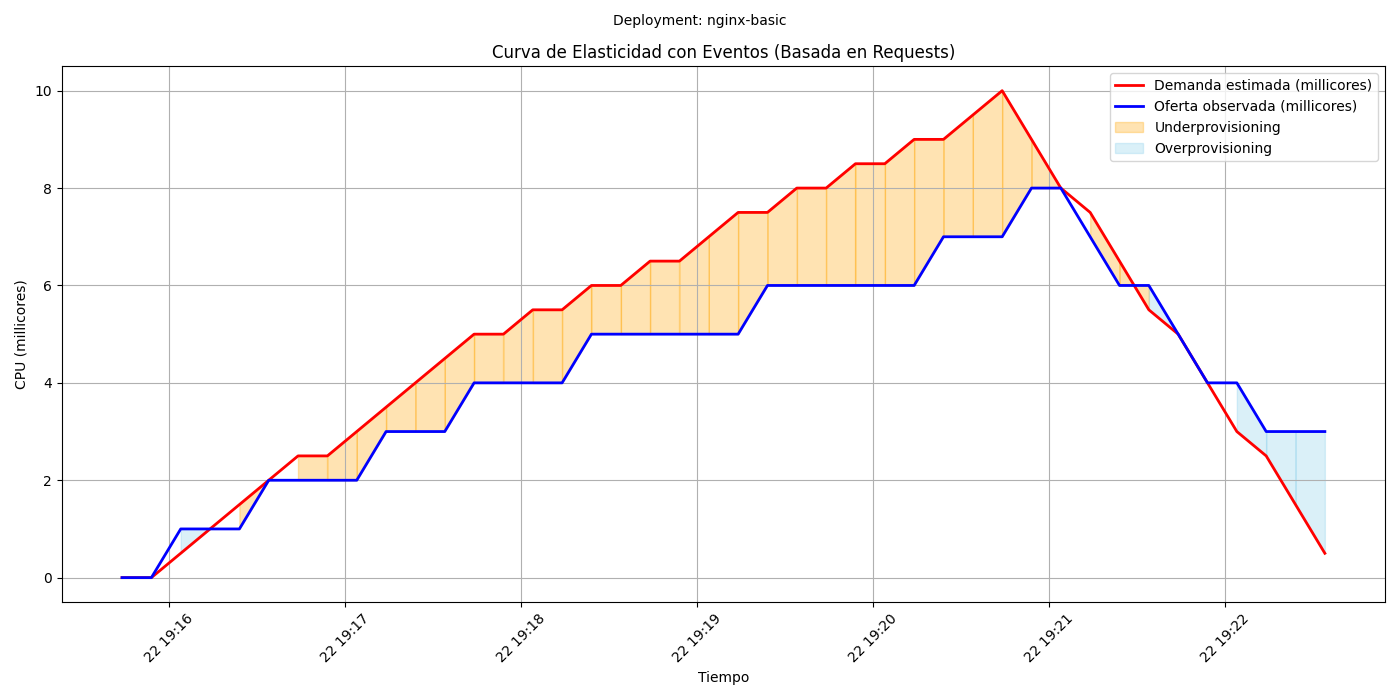 Deployment: nginx-basic
Curva de Elasticidad con Eventos (Basada en Requests)
Demanda estimada (millicores)
Oferta observada (millicores)
Underprovisioning
Overprovisioning
CPU (millicores)
10
8
6
4
2
0
22 19:16
22 19:17
22 19:18
22 19:19
22 19:20
22 19:21
22 19:22
Tiempo